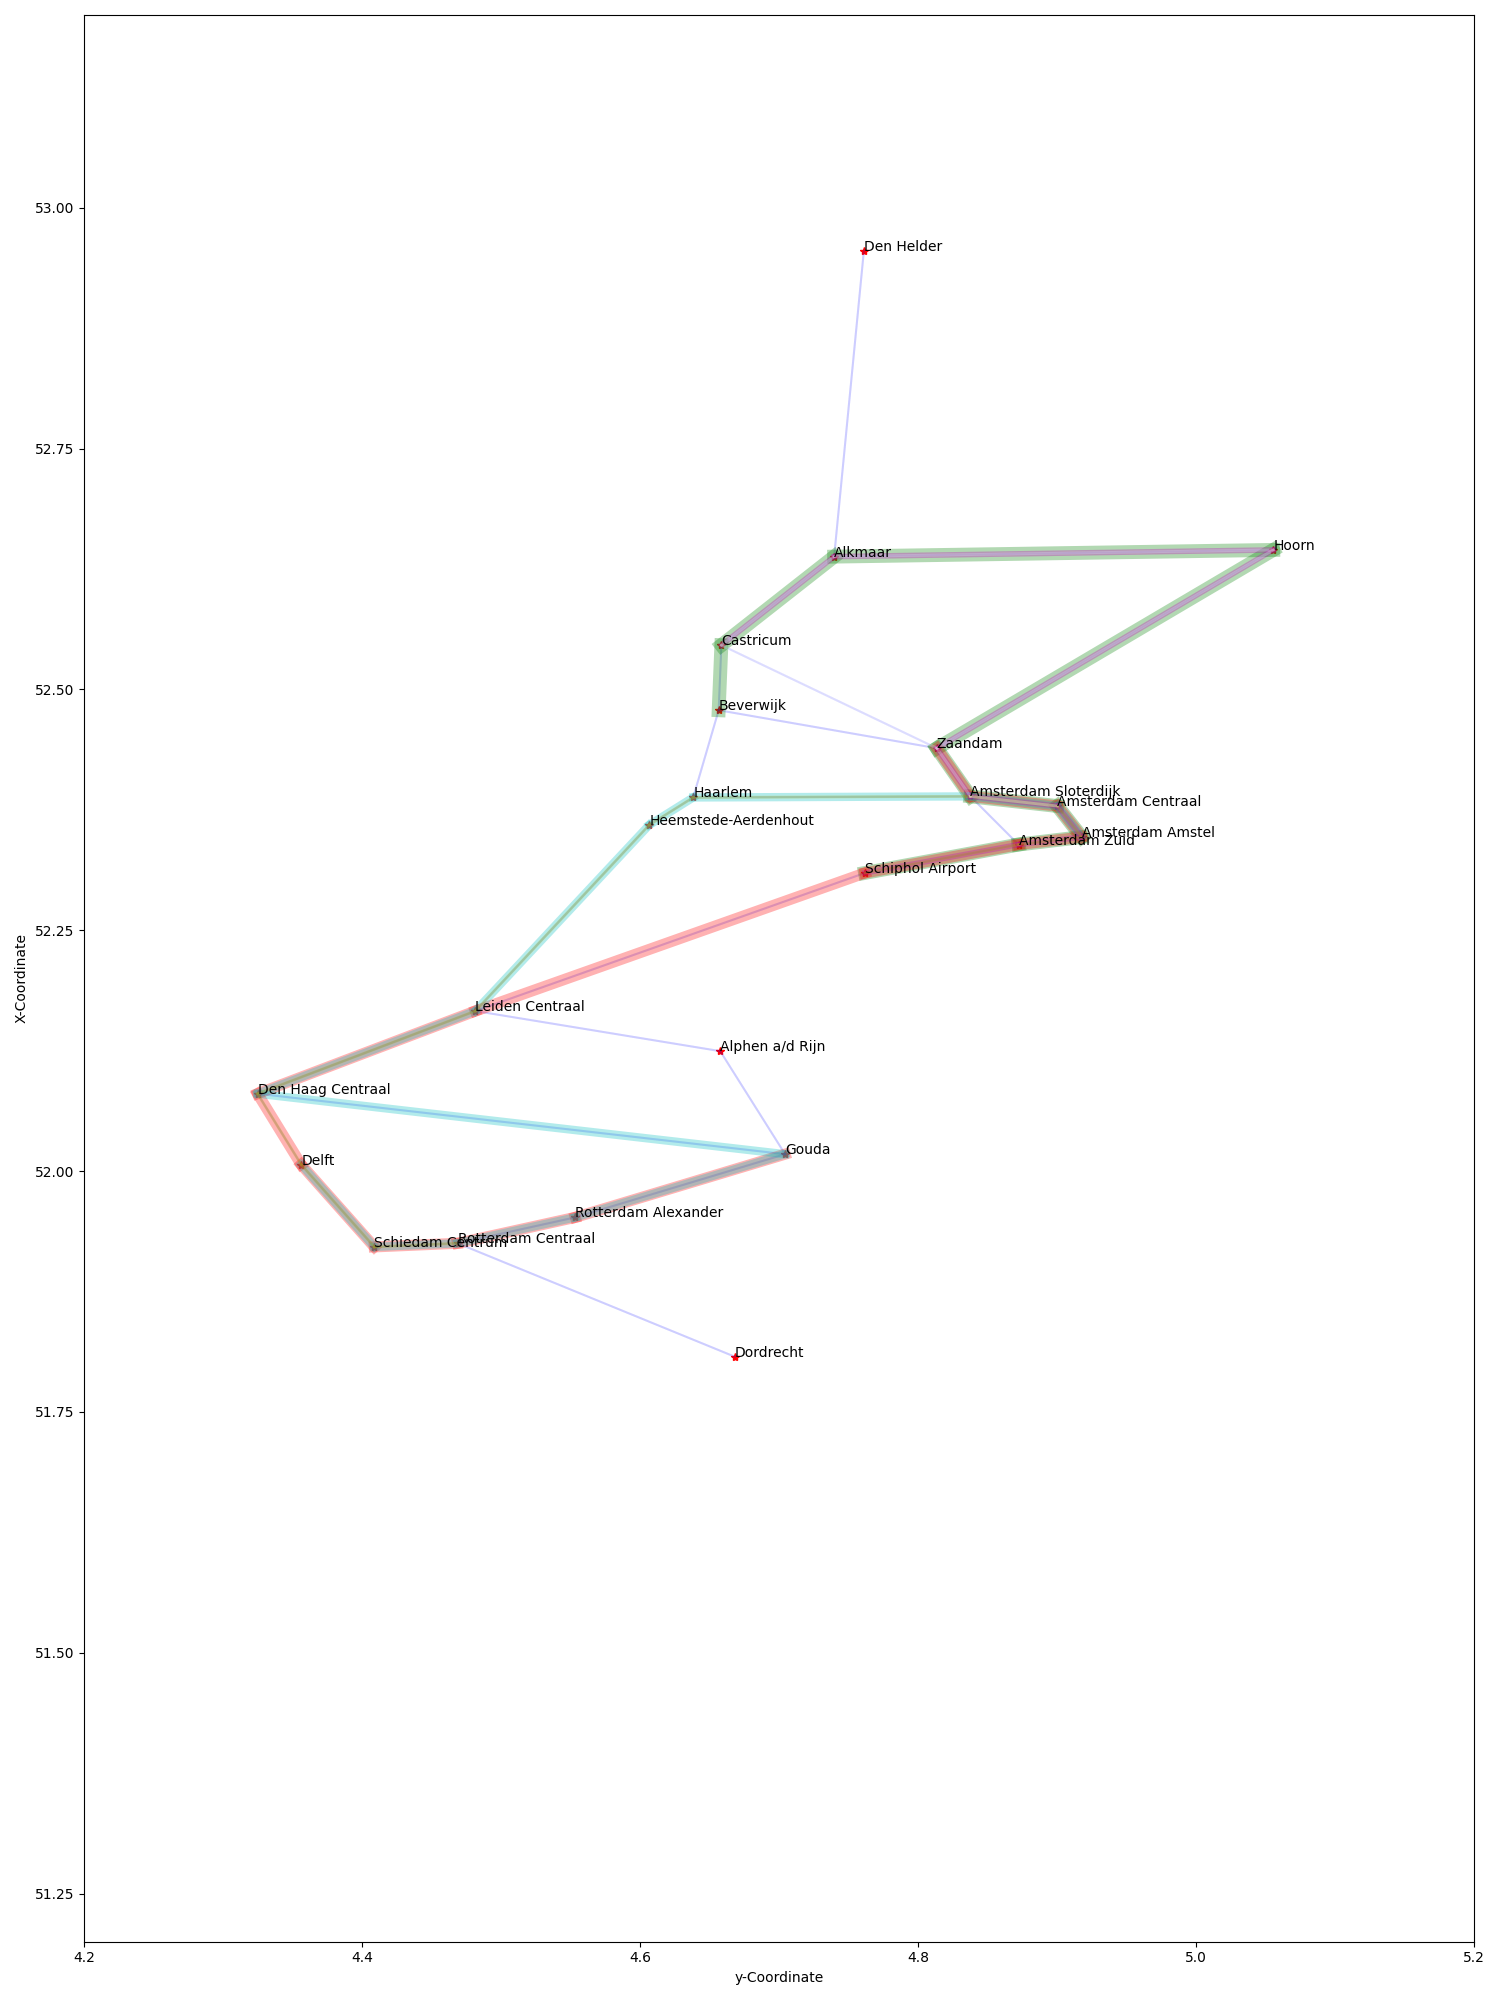 53.00
Den Helder
52.75
Alkmaar
Hoorn
Castricum
52.50
Beverwijk
Zaandam
Haarlem
Amsterdam Sloterdijk
Amsterdam Centraal
Heemstede-Aerdenhout
Amsterdam Amstel
Amsterdam Zuid
Schiphol Airport
52.25
X-Coordinate
Leiden Centraal
Alphen a/d Rijn
Den Haag Centraal
Gouda
Delft
52.00
Rotterdam Alexander
Rotterdam Centraal
Schiedam Centrum
Dordrecht
51.75
51.50
51.25
4.2 4.4 4.6 4.8 5.0 5.2
y-Coordinate